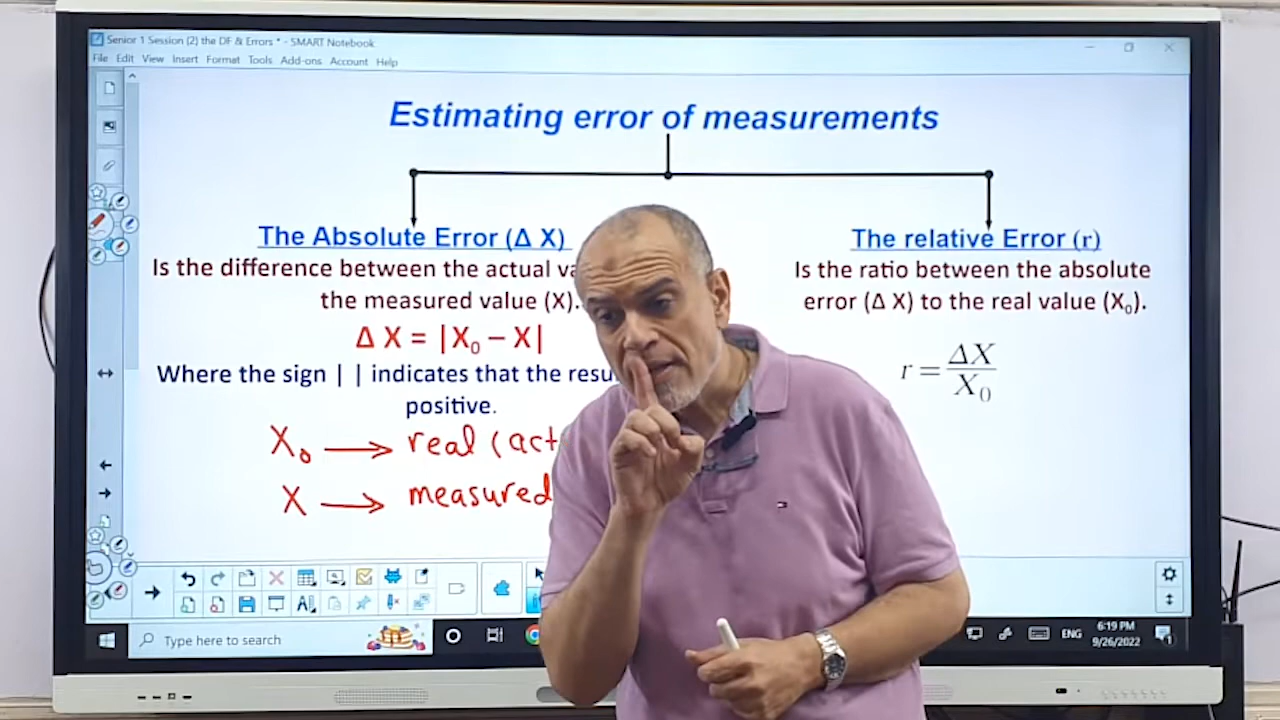 Senior 1 Session (2) the DF & Errors * - SMART Notebook
File Edit View Insert Format Tools Add-ons Account Help
Estimating error of measurements
The Absolute Error (Δ X)
Is the difference between the actual
the measured value (X).
Δ X = |X₀ – X|
Where the sign | | indicates that the
positive.
X₀ → real (
X → measured
The relative Error (r)
Is the ratio between the absolute
error (Δ X) to the real value (X₀).
r = ΔX / X₀
Type here to search
ENG
6:19 PM
9/26/2022